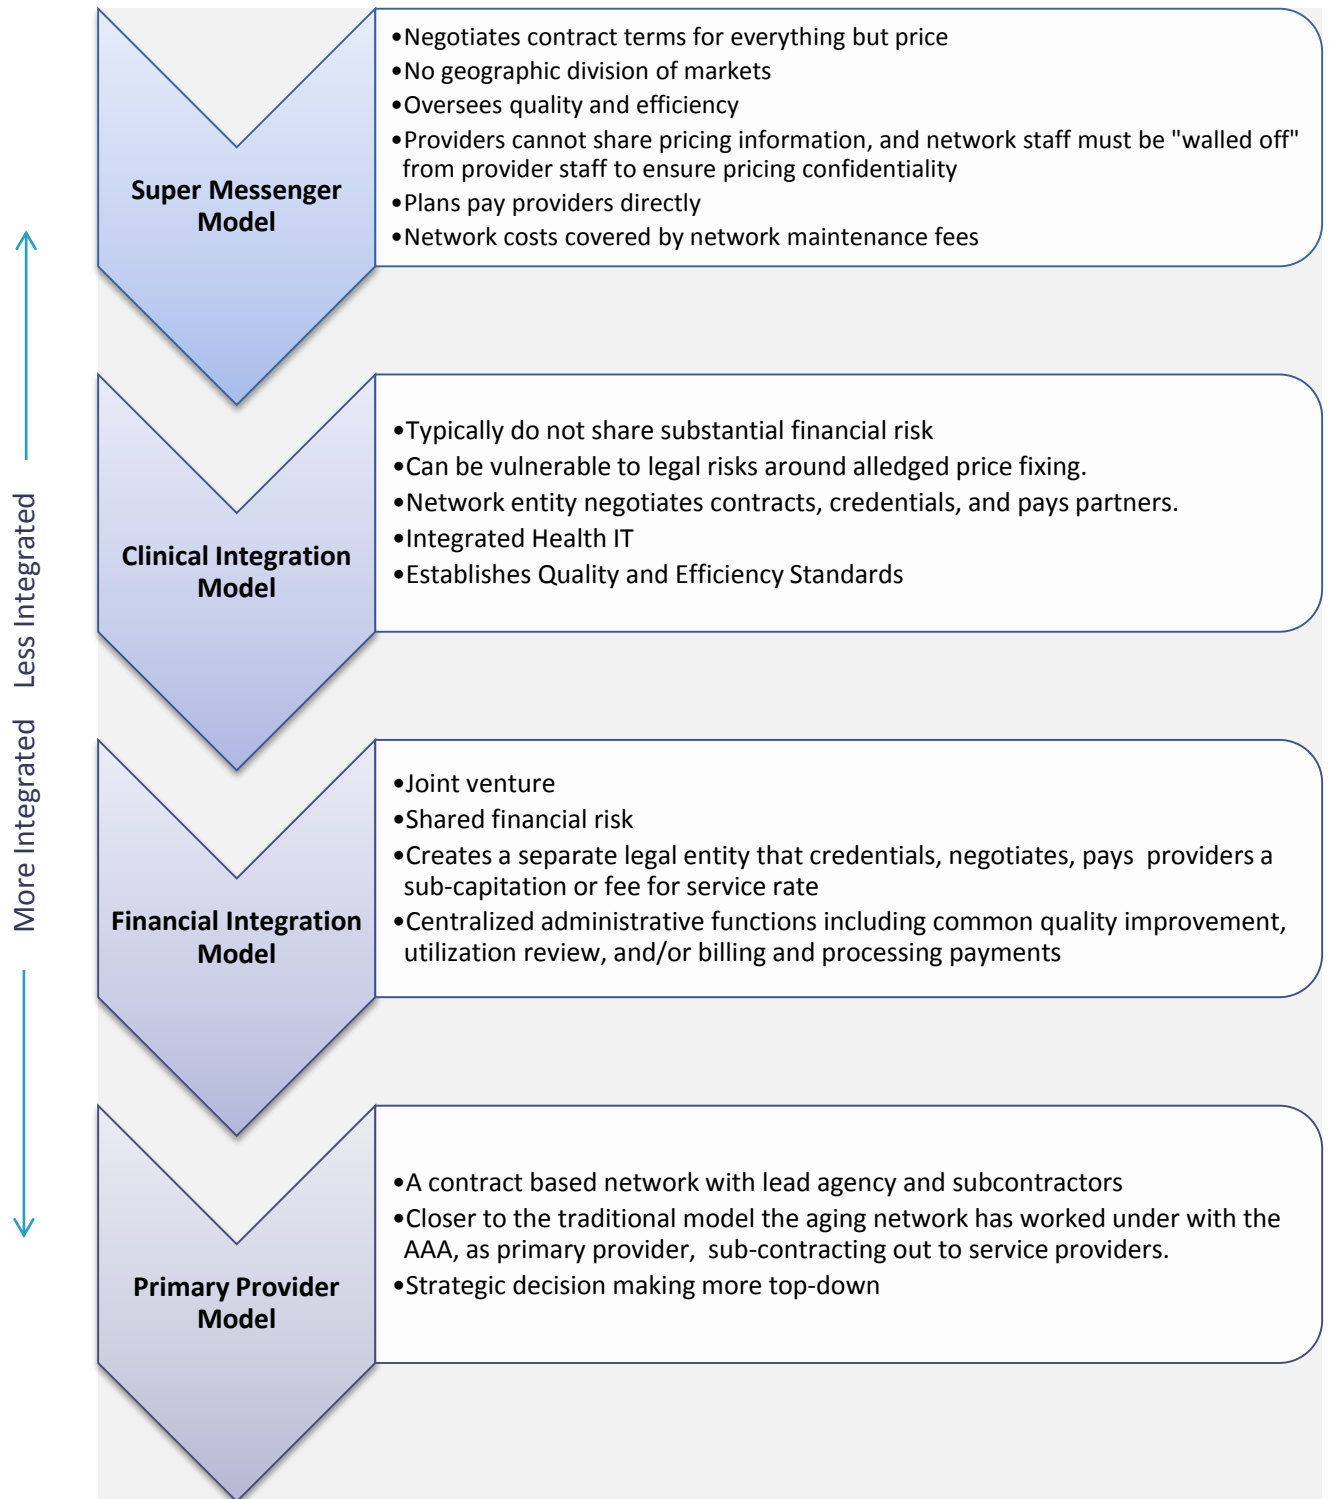 •Negotiates contract terms for everything but price
•No geographic division of markets
•Oversees quality and efficiency
•Providers cannot share pricing information, and network staff must be "walled off"
from provider staff to ensure pricing confidentiality
•Plans pay providers directly
•Network costs covered by network maintenance fees
Super Messenger
Model
•Typically do not share substantial financial risk
•Can be vulnerable to legal risks around alledged price fixing.
•Network entity negotiates contracts, credentials, and pays partners.
•Integrated Health IT
•Establishes Quality and Efficiency Standards
Clinical Integration
Model
More Integrated Less Integrated
•Joint venture
•Shared financial risk
•Creates a separate legal entity that credentials, negotiates, pays  providers a
sub-capitation or fee for service rate
•Centralized administrative functions including common quality improvement,
utilization review, and/or billing and processing payments
Financial Integration
Model
•A contract based network with lead agency and subcontractors
•Closer to the traditional model the aging network has worked under with the
AAA, as primary provider,  sub-contracting out to service providers.
•Strategic decision making more top-down
Primary Provider
Model